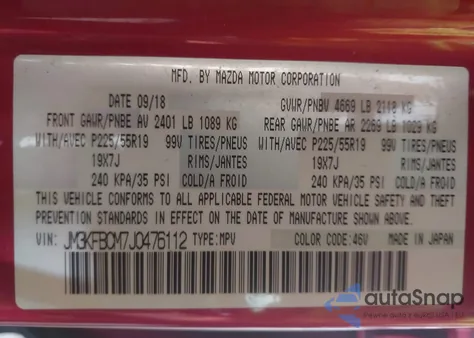 MFD. BY MAZDA MOTOR CORPORATION
DATE 09/18 GVWR/PNBV 4669 LB 2118 KG
FRONT GAWR/PNBE AV 2401 LB 1089 KG REAR GAWR/PNBE AR 2269 LB 1029 KG
WITH/AVEC P225/55R19 99V TIRES/PNEUS WITH/AVEC P225/55R19 99V TIRES/PNEUS
19X7J RIMS/JANTES 19X7J RIMS/JANTES
240 KPA/35 PSI COLD/A FROID 240 KPA/35 PSI COLD/A FROID
THIS VEHICLE CONFORMS TO ALL APPLICABLE FEDERAL MOTOR VEHICLE SAFETY AND THEFT
PREVENTION STANDARDS IN EFFECT ON THE DATE OF MANUFACTURE SHOWN ABOVE.
VIN: JM3KFBCM7J0476112 TYPE:MPV COLOR CODE:46V MADE IN JAPAN
autoSnap